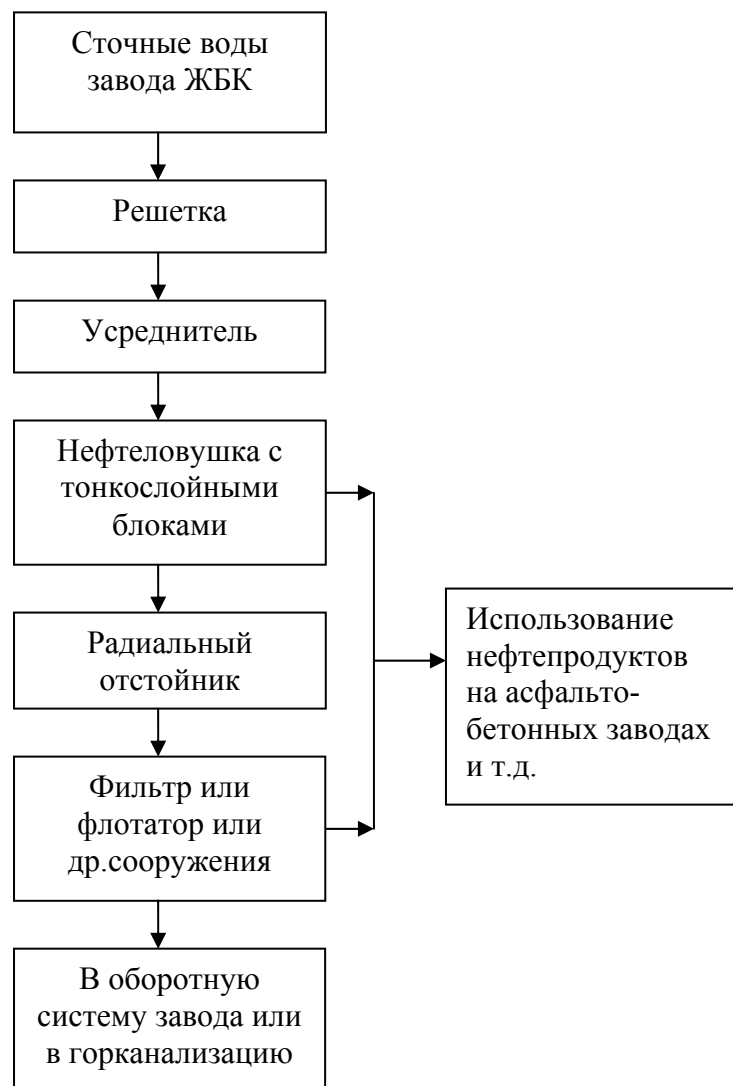 Сточные воды
завода ЖБК
Решетка
Усреднитель
Нефтеловушка с
тонкослойными
блоками
Радиальный
отстойник
Использование
нефтепродуктов
на асфальто-
бетонных заводах
и т.д.
Фильтр или
флотатор или
др.сооружения
В оборотную
систему завода или
в горканализацию